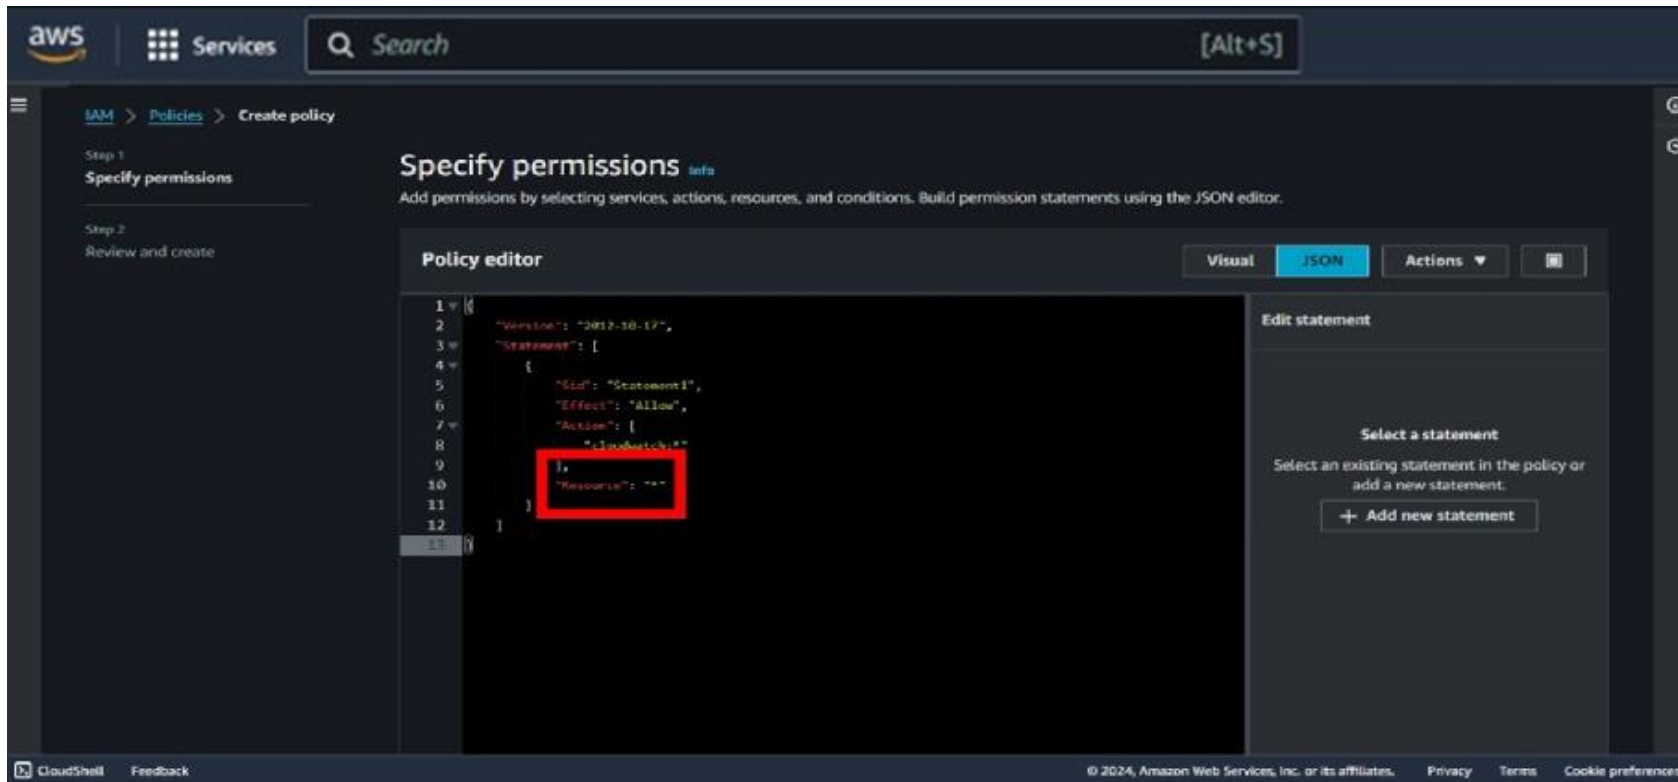 aws
Services
Search
[Alt+S]
IAM > Policies > Create policy
Step 1
Specify permissions
Step 2
Review and create
Specify permissions Info
Add permissions by selecting services, actions, resources, and conditions. Build permission statements using the JSON editor.
Policy editor
Visual
JSON
Actions
1 {
2 "Version": "2012-10-17",
3 "Statement": [
4 {
5 "Sid": "Statement1",
6 "Effect": "Allow",
7 "Action": [
8 "cloudwatch:*"
9 ],
10 "Resource": "*"
11 }
12 ]
13 }
Edit statement
Select a statement
Select an existing statement in the policy or
add a new statement.
+ Add new statement
CloudShell Feedback
© 2024, Amazon Web Services, Inc. or its affiliates. Privacy Terms Cookie preference